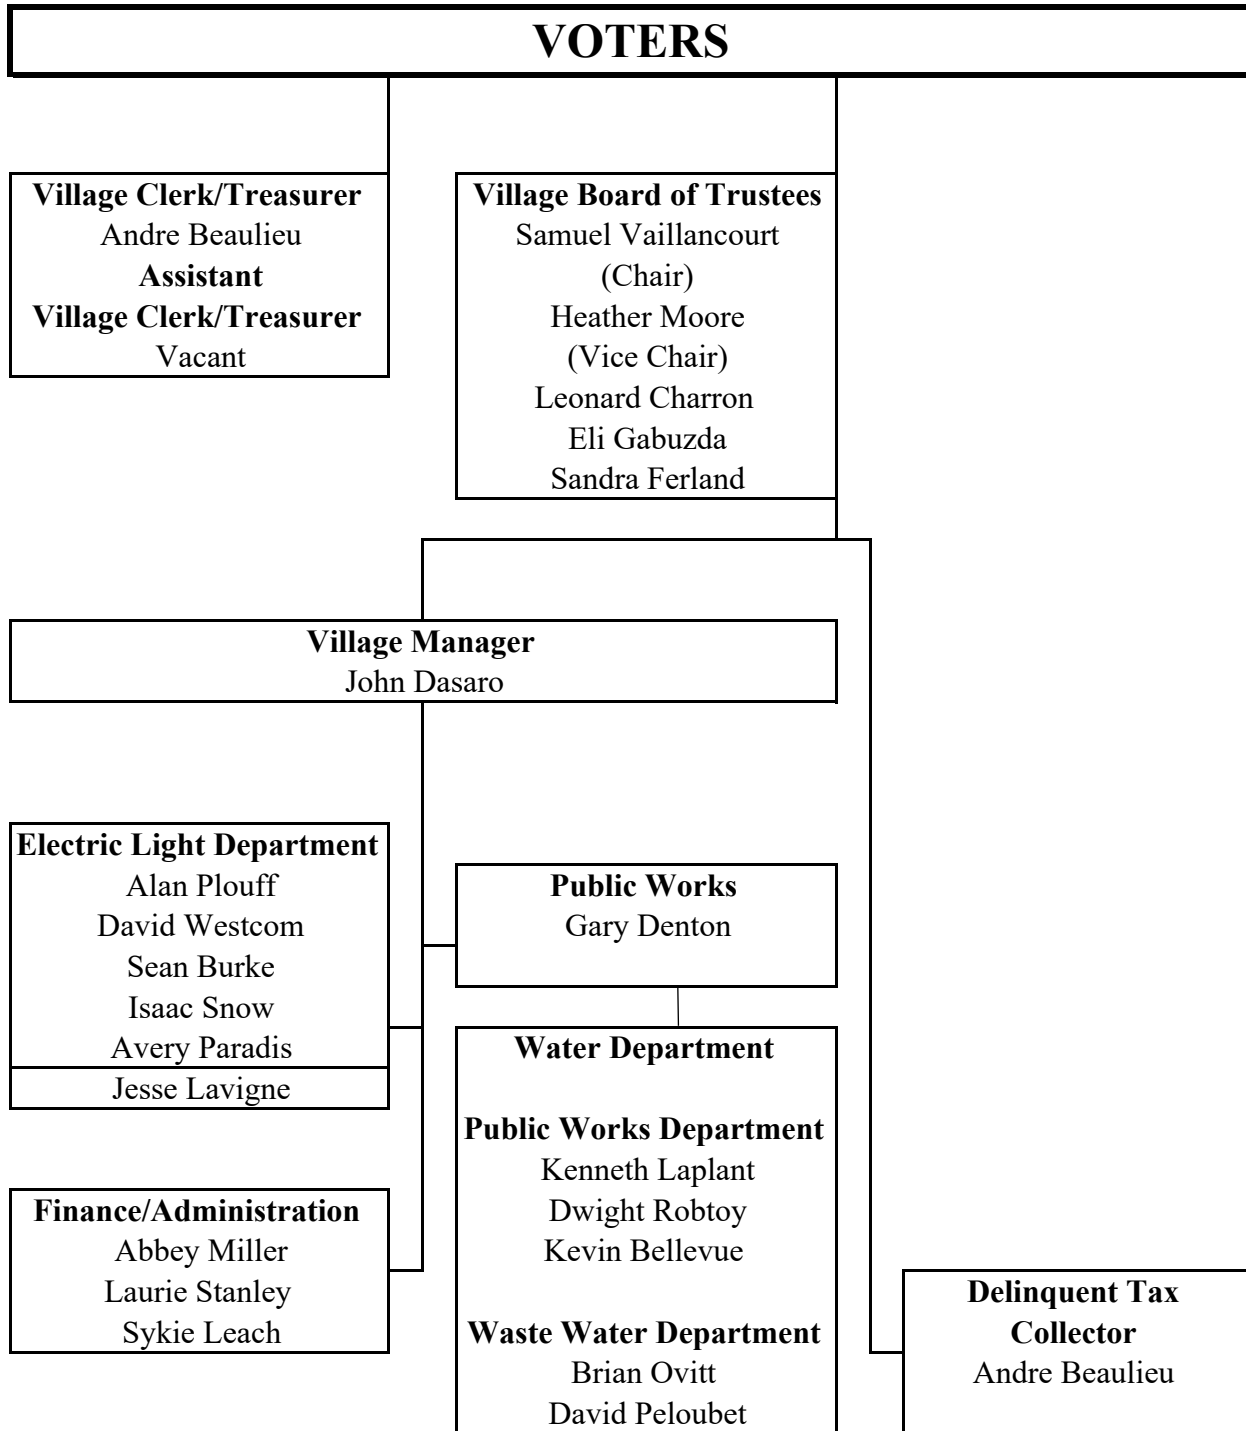 VOTERS
Village Clerk/Treasurer
Andre Beaulieu
Assistant
Village Clerk/Treasurer
Vacant
Village Board of Trustees
Samuel Vaillancourt
(Chair)
Heather Moore
(Vice Chair)
Leonard Charron
Eli Gabuzda
Sandra Ferland
Village Manager
John Dasaro
Electric Light Department
Alan Plouff
David Westcom
Sean Burke
Isaac Snow
Avery Paradis
Jesse Lavigne
Public Works
Gary Denton
Water Department
Public Works Department
Kenneth Laplant
Dwight Robtoy
Kevin Bellevue
Waste Water Department
Brian Ovitt
David Peloubet
Finance/Administration
Abbey Miller
Laurie Stanley
Sykie Leach
Delinquent Tax
Collector
Andre Beaulieu